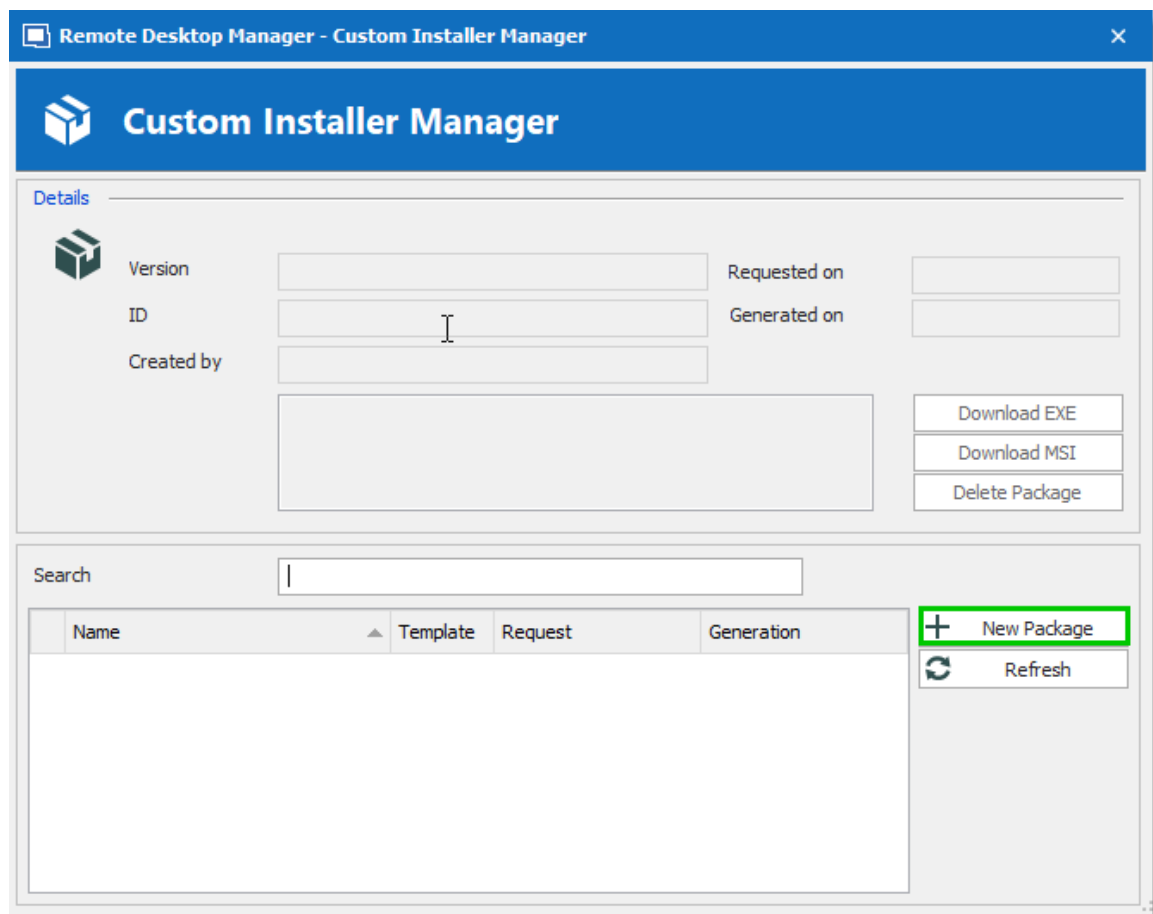 Remote Desktop Manager - Custom Installer Manager
Custom Installer Manager
Details
Version
Requested on
ID
Generated on
Created by
Download EXE
Download MSI
Delete Package
Search
Name Template Request Generation
New Package
Refresh